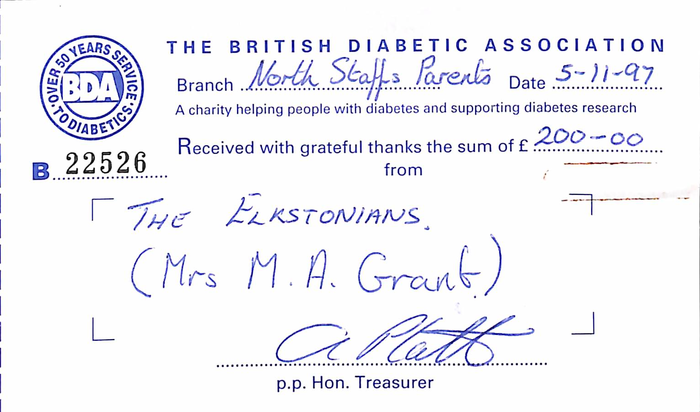 OVER 50 YEARS SERVICE
BDA
TO DIABETICS
THE BRITISH DIABETIC ASSOCIATION
Branch North Staffs Parents Date 5-11-97
A charity helping people with diabetes and supporting diabetes research
Received with grateful thanks the sum of £ 200-00
B 22526
from
THE ELKSTONIANS.
(Mrs M. A. Grant)
A Platt
p.p. Hon. Treasurer